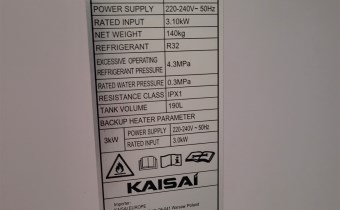 POWER SUPPLY 220-240V~ 50Hz
RATED INPUT 3.10kW
NET WEIGHT 140kg
REFRIGERANT R32
EXCESSIVE OPERATING
REFRIGERANT PRESSURE 4.3MPa
RATED WATER PRESSURE 0.3MPa
RESISTANCE CLASS IPX1
TANK VOLUME 190L
BACKUP HEATER PARAMETER
3kW POWER SUPPLY 220-240V~ 50Hz
RATED INPUT 3.0kW
KAISAI
Importer: